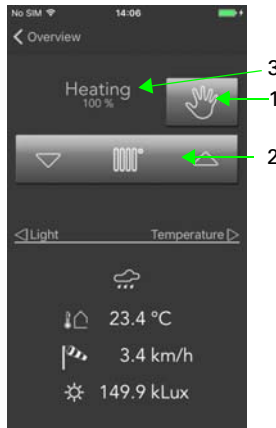 No SIM 14:06
Overview
3
Heating
100 %
1
2
Light Temperature
23.4 °C
3.4 km/h
149.9 kLux